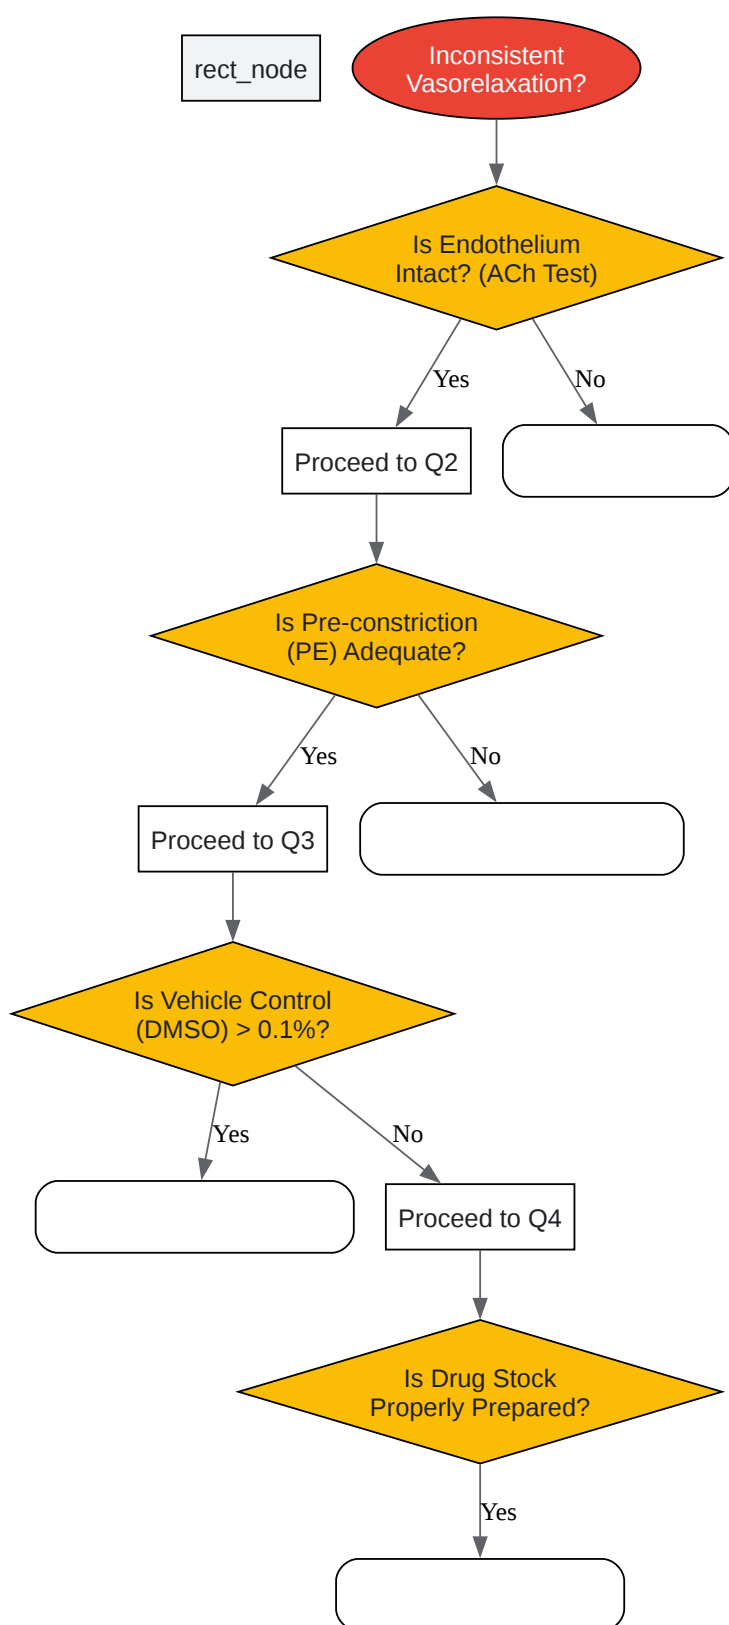 rect_node
Inconsistent
Vasorelaxation?
Is Endothelium
Intact? (ACh Test)
Yes
No
Proceed to Q2
Is Pre-constriction
(PE) Adequate?
Yes
No
Proceed to Q3
Is Vehicle Control
(DMSO) > 0.1%?
Yes
No
Proceed to Q4
Is Drug Stock
Properly Prepared?
Yes